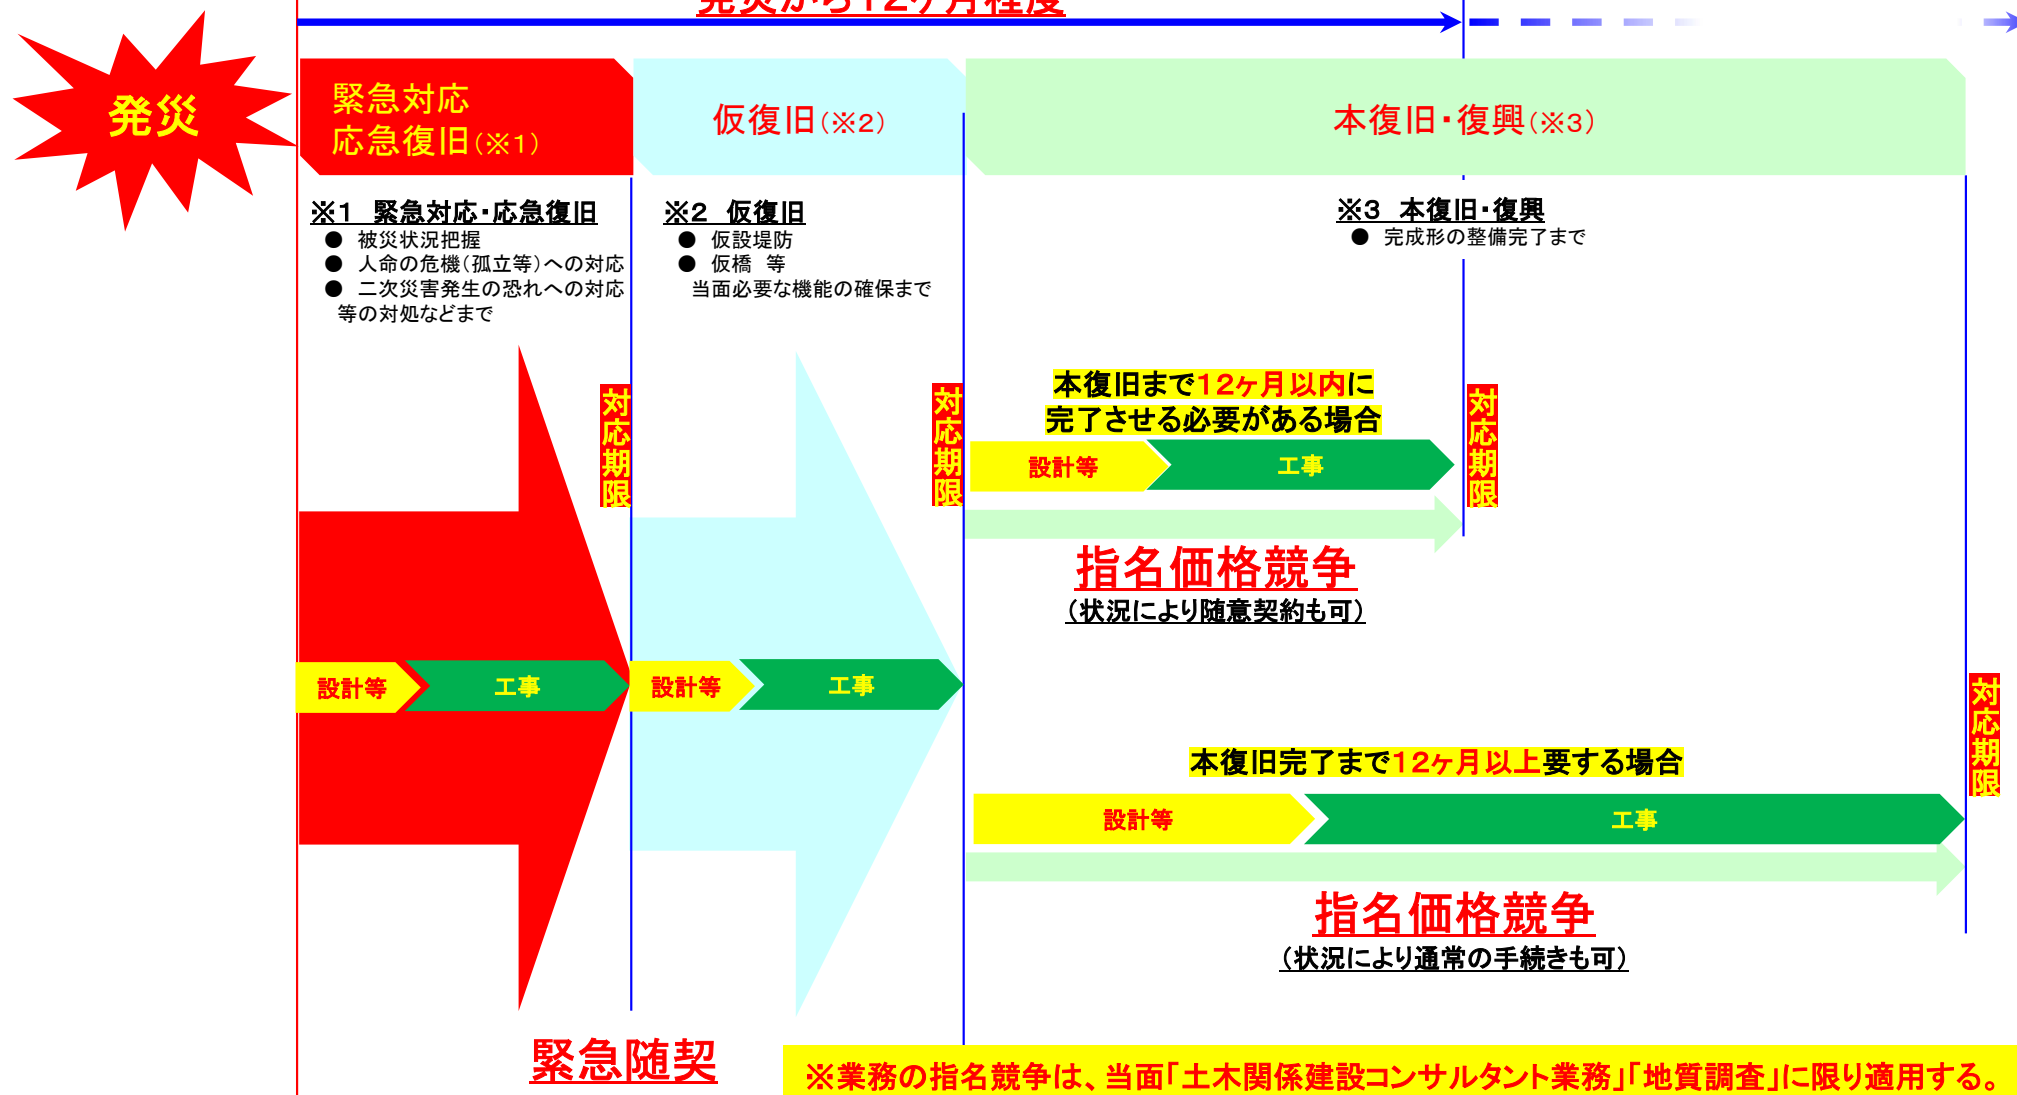 発災から12ヶ月程度
発災
緊急対応
応急復旧(※1)
仮復旧(※2)
本復旧・復興(※3)
※1 緊急対応・応急復旧
● 被災状況把握
● 人命の危機(孤立等)への対応
● 二次災害発生の恐れへの対応
等の対処などまで
※2 仮復旧
● 仮設堤防
● 仮橋 等
当面必要な機能の確保まで
※3 本復旧・復興
● 完成形の整備完了まで
対応期限
対応期限
本復旧まで12ヶ月以内に
完了させる必要がある場合
設計等
工事
対応期限
指名価格競争
(状況により随意契約も可)
設計等
工事
設計等
工事
本復旧完了まで12ヶ月以上要する場合
設計等
工事
対応期限
指名価格競争
(状況により通常の手続きも可)
緊急随契
※業務の指名競争は、当面「土木関係建設コンサルタント業務」「地質調査」に限り適用する。